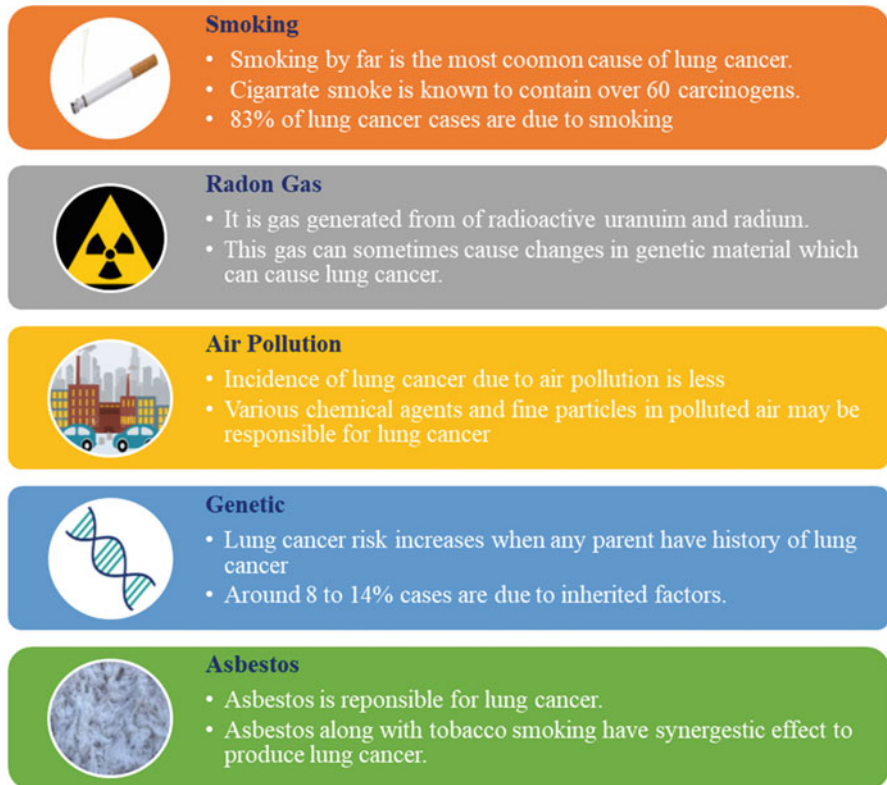 Smoking
• Smoking by far is the most coomon cause of lung cancer.
• Cigarrate smoke is known to contain over 60 carcinogens.
• 83% of lung cancer cases are due to smoking
Radon Gas
• It is gas generated from of radioactive uranuim and radium.
• This gas can sometimes cause changes in genetic material which
can cause lung cancer.
Air Pollution
• Incidence of lung cancer due to air pollution is less
• Various chemical agents and fine particles in polluted air may be
responsible for lung cancer
Genetic
• Lung cancer risk increases when any parent have history of lung
cancer
• Around 8 to 14% cases are due to inherited factors.
Asbestos
• Asbestos is reponsible for lung cancer.
• Asbestos along with tobacco smoking have synergestic effect to
produce lung cancer.